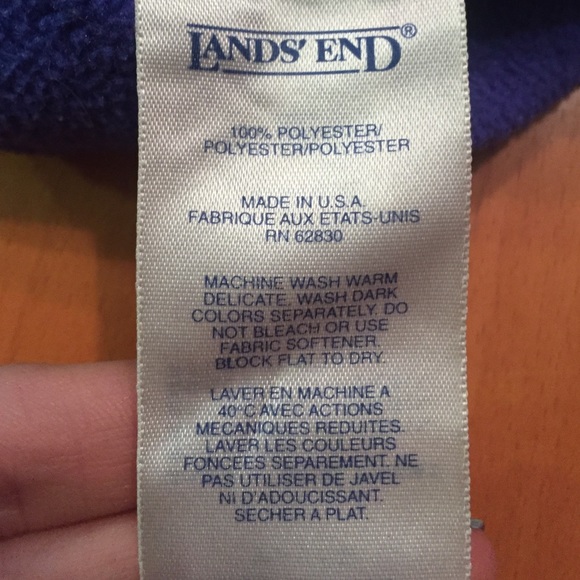 LANDS' END®
100% POLYESTER/
POLYESTER/POLYESTER
MADE IN U.S.A.
FABRIQUE AUX ETATS-UNIS
RN 62830
MACHINE WASH WARM
DELICATE. WASH DARK
COLORS SEPARATELY. DO
NOT BLEACH OR USE
FABRIC SOFTENER.
BLOCK FLAT TO DRY.
LAVER EN MACHINE A
40°C AVEC ACTIONS
MECANIQUES REDUITES.
LAVER LES COULEURS
FONCEES SEPAREMENT. NE
PAS UTILISER DE JAVEL
NI D'ADOUCISSANT.
SECHER A PLAT.